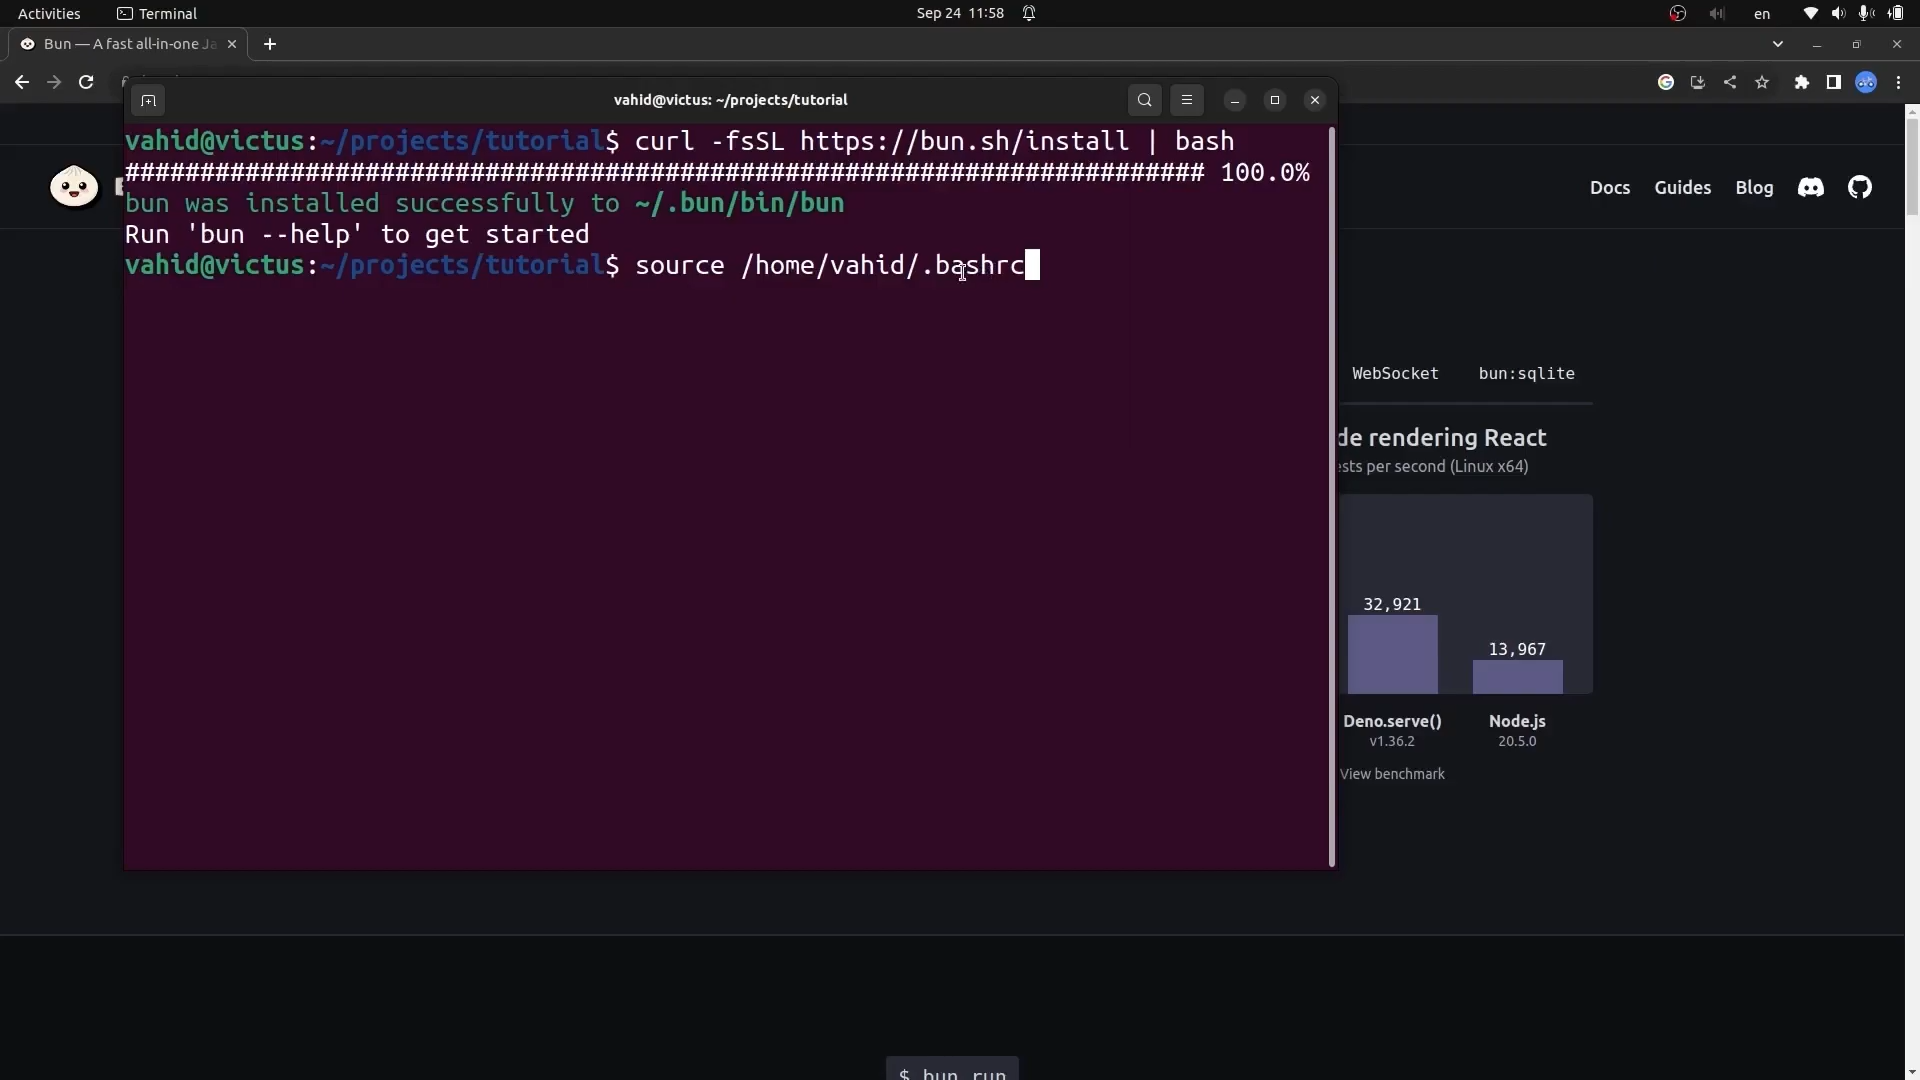 Activities
Terminal
Sep 24 11:58
en
Bun — A fast all-in-one Ja
vahid@victus: ~/projects/tutorial
vahid@victus:~/projects/tutorial$ curl -fsSL https://bun.sh/install | bash
######################################################################## 100.0%
bun was installed successfully to ~/.bun/bin/bun
Run 'bun --help' to get started
vahid@victus:~/projects/tutorial$ source /home/vahid/.bashrc
Docs
Guides
Blog
WebSocket
bun:sqlite
de rendering React
ests per second (Linux x64)
32,921
13,967
Deno.serve()
Node.js
v1.36.2
20.5.0
View benchmark
$ bun run